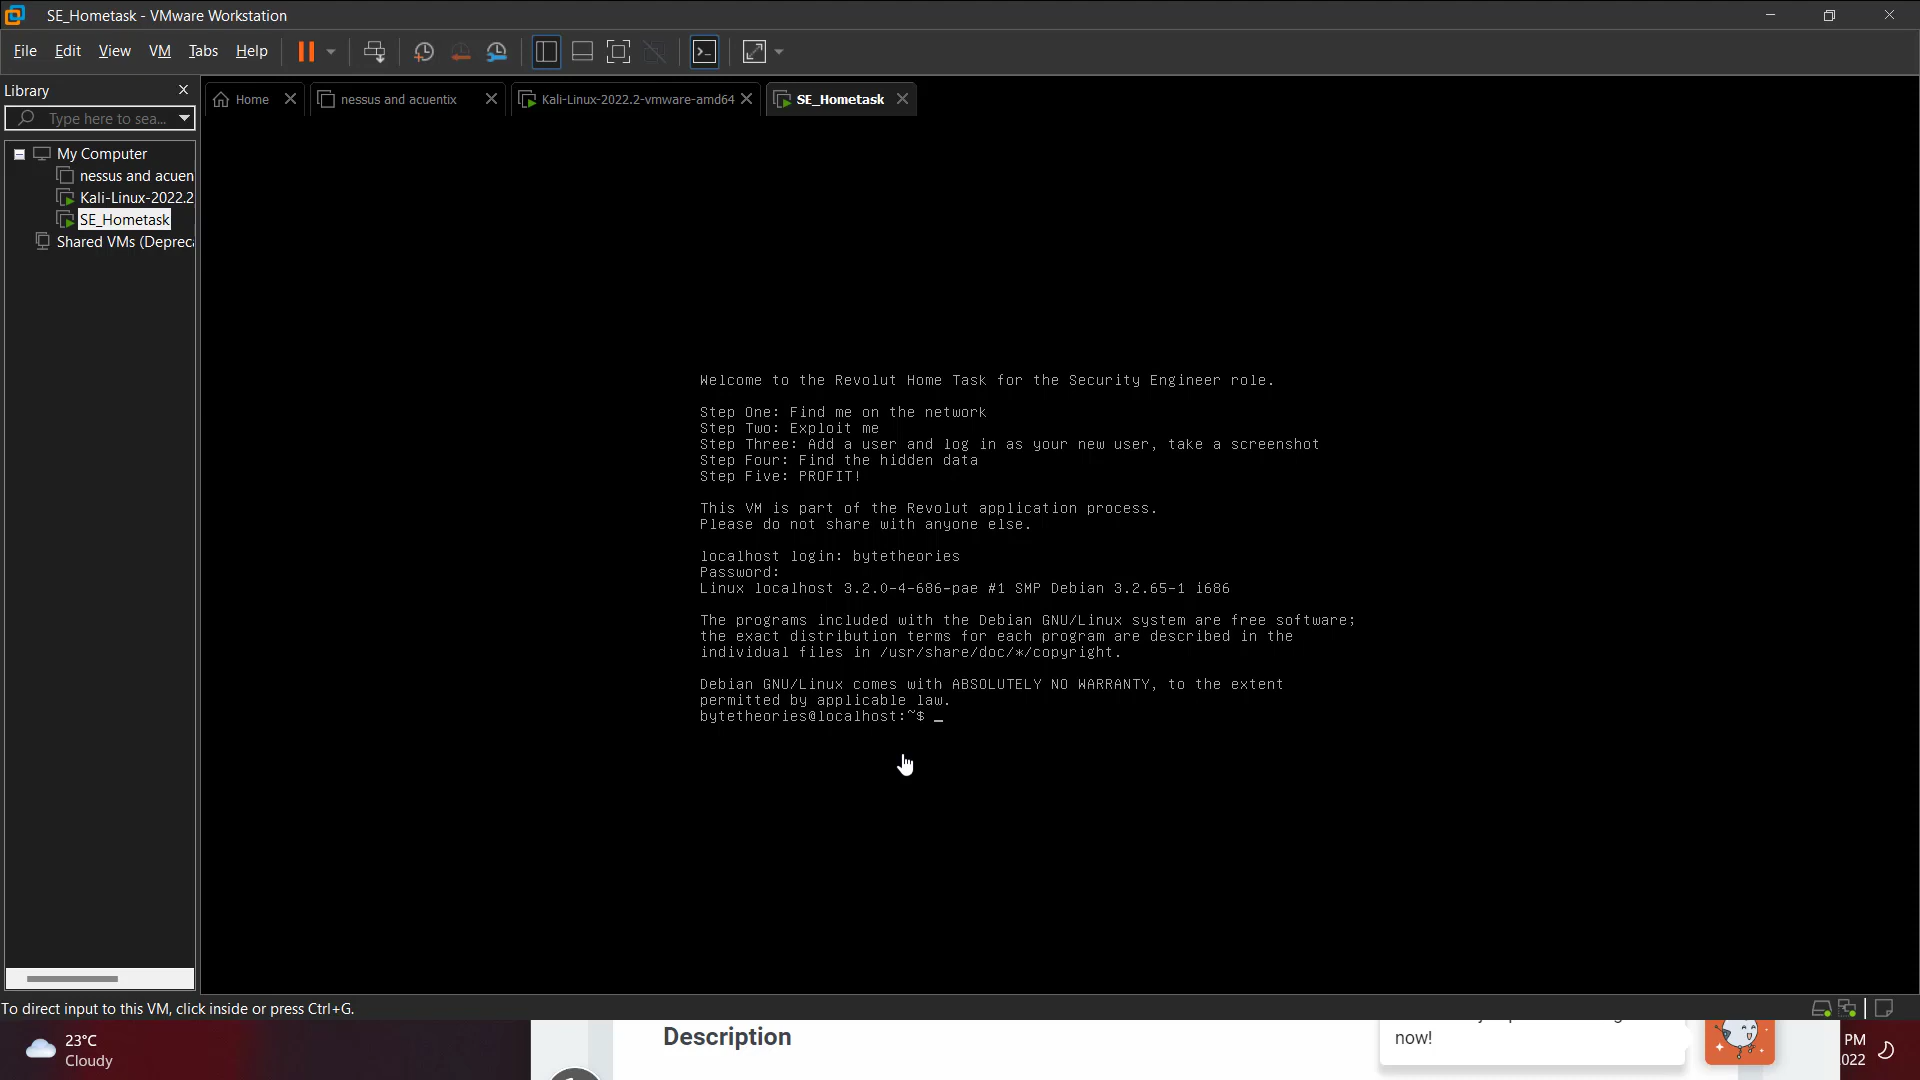 SE_Hometask - VMware Workstation
File Edit View VM Tabs Help
Library
Type here to sea...
Home
nessus and acuentix
Kali-Linux-2022.2-vmware-amd64
SE_Hometask
My Computer
nessus and acuen
Kali-Linux-2022.2
SE_Hometask
Shared VMs (Depreca
Welcome to the Revolut Home Task for the Security Engineer role.
Step One: Find me on the network
Step Two: Exploit me
Step Three: Add a user and log in as your new user, take a screenshot
Step Four: Find the hidden data
Step Five: PROFIT!
This VM is part of the Revolut application process.
Please do not share with anyone else.
localhost login: bytetheories
Password:
Linux localhost 3.2.0-4-686-pae #1 SMP Debian 3.2.65-1 i686
The programs included with the Debian GNU/Linux system are free software;
the exact distribution terms for each program are described in the
individual files in /usr/share/doc/*/copyright.
Debian GNU/Linux comes with ABSOLUTELY NO WARRANTY, to the extent
permitted by applicable law.
bytetheories@localhost:~$ _
To direct input to this VM, click inside or press Ctrl+G.
23°C
Cloudy
Description
now!
PM
022